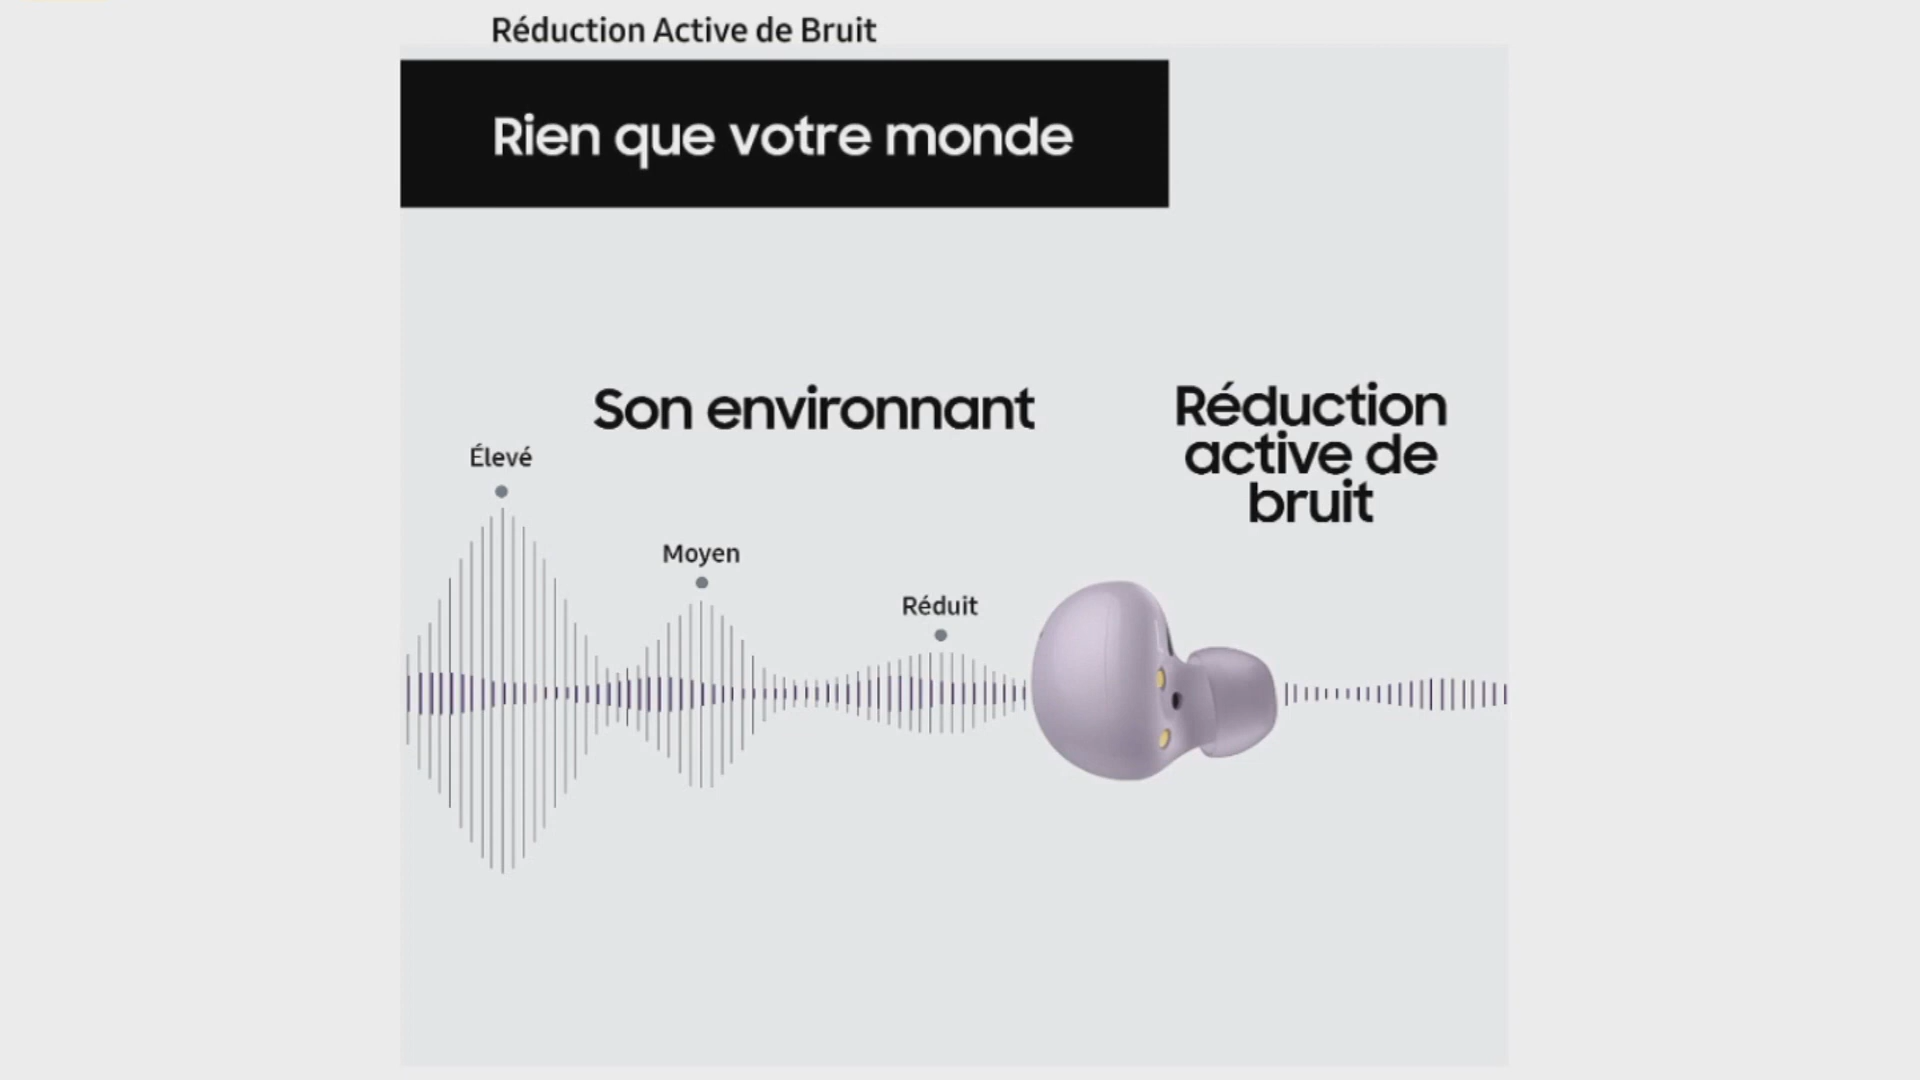 Réduction Active de Bruit
Rien que votre monde
Son environnant
Réduction
active de
bruit
Élevé
Moyen
Réduit